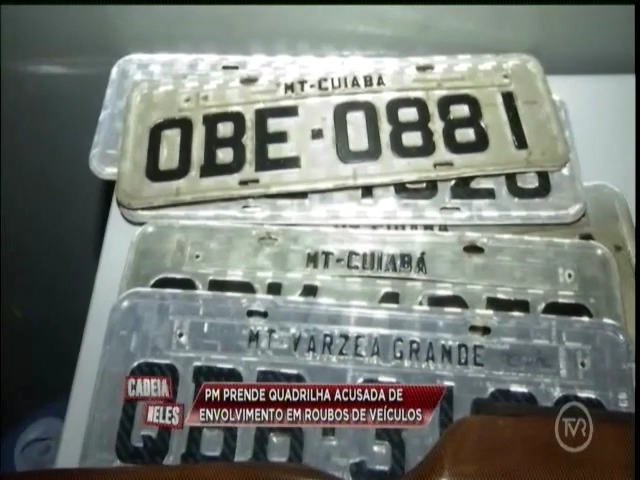 MT-CUIABÁ
OBE·0881
MT-CUIABÁ
MT-VARZEA GRANDE
CADEIA
NELES
PM PRENDE QUADRILHA ACUSADA DE
ENVOLVIMENTO EM ROUBOS DE VEÍCULOS
TVR